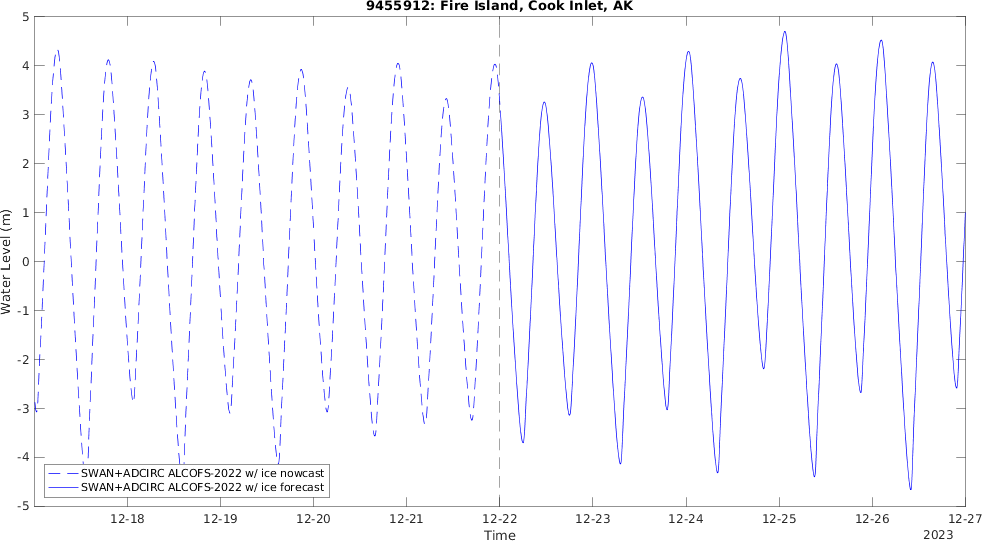 9455912: Fire Island, Cook Inlet, AK
5
4
3
2
1
0
-1
-2
-3
-4
-5
Water Level (m)
SWAN+ADCIRC ALCOFS-2022 w/ ice nowcast
SWAN+ADCIRC ALCOFS-2022 w/ ice forecast
12-18 12-19 12-20 12-21 12-22 12-23 12-24 12-25 12-26 12-27
Time
2023